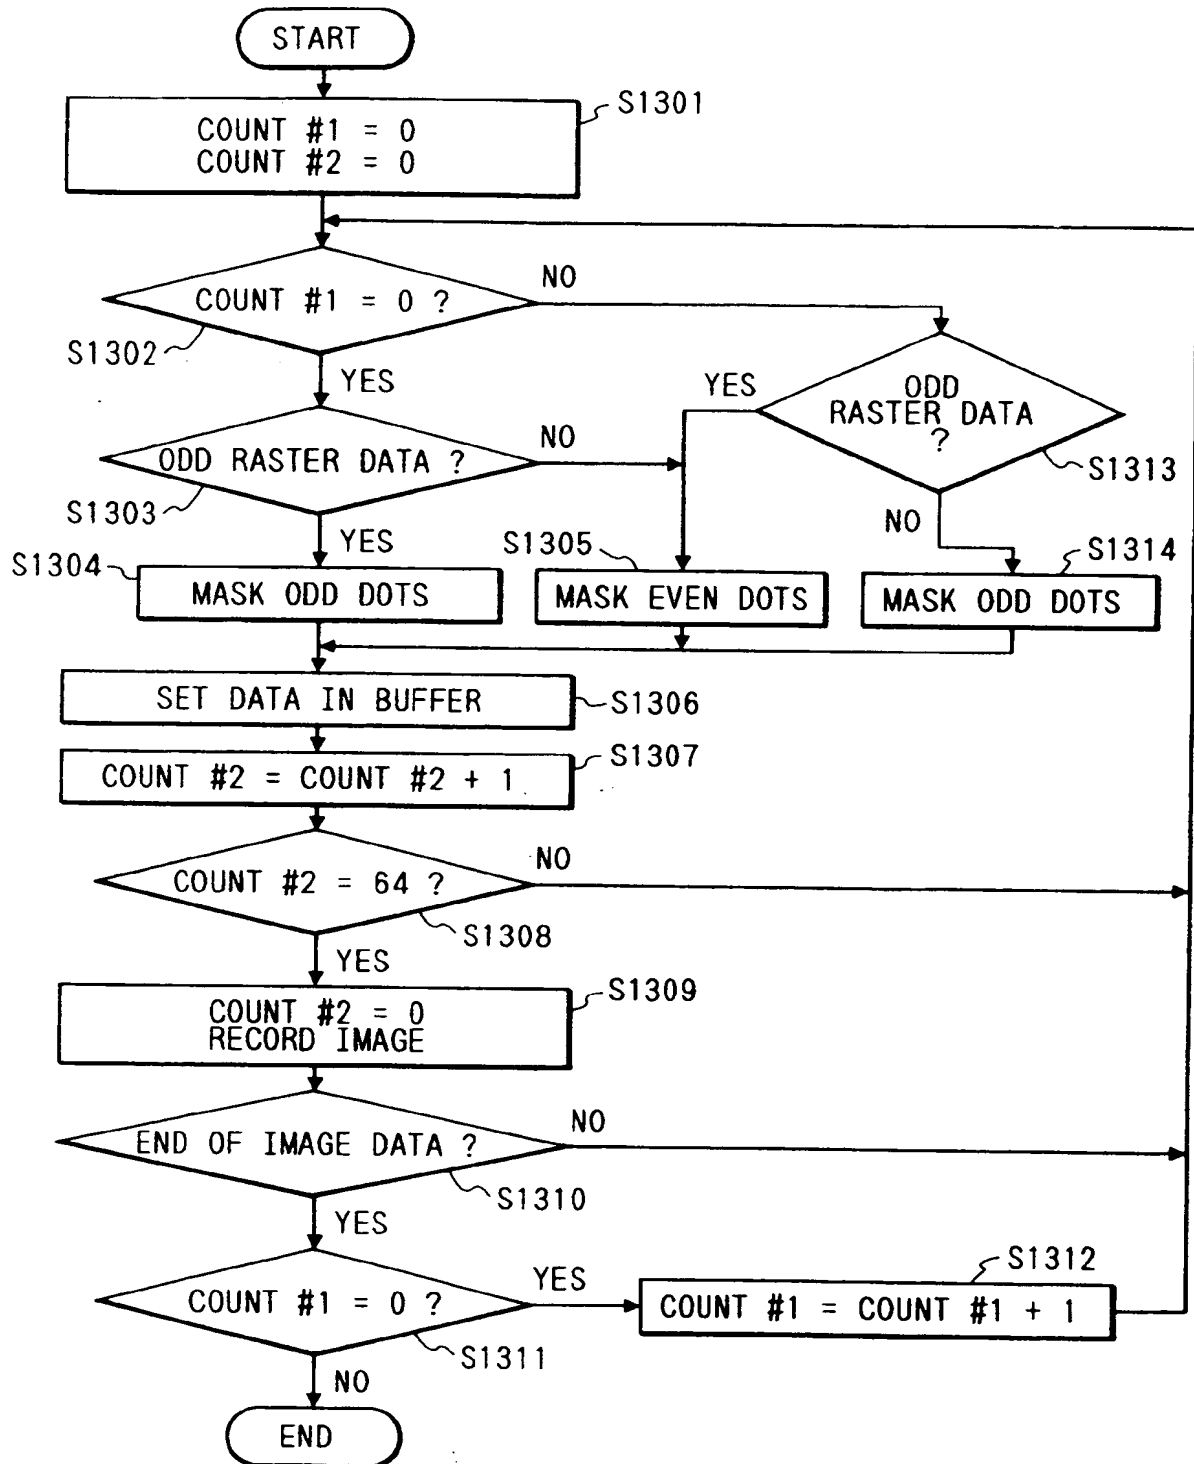 START
S1301
COUNT #1 = 0
COUNT #2 = 0
NO
COUNT #1 = 0 ?
S1302
YES
YES
ODD
RASTER DATA
?
S1313
NO
ODD RASTER DATA ?
S1303
YES
NO
S1304
S1305
S1314
MASK ODD DOTS
MASK EVEN DOTS
MASK ODD DOTS
SET DATA IN BUFFER
S1306
S1307
COUNT #2 = COUNT #2 + 1
NO
COUNT #2 = 64 ?
S1308
YES
S1309
COUNT #2 = 0
RECORD IMAGE
NO
END OF IMAGE DATA ?
S1310
YES
S1312
YES
COUNT #1 = 0 ?
COUNT #1 = COUNT #1 + 1
S1311
NO
END